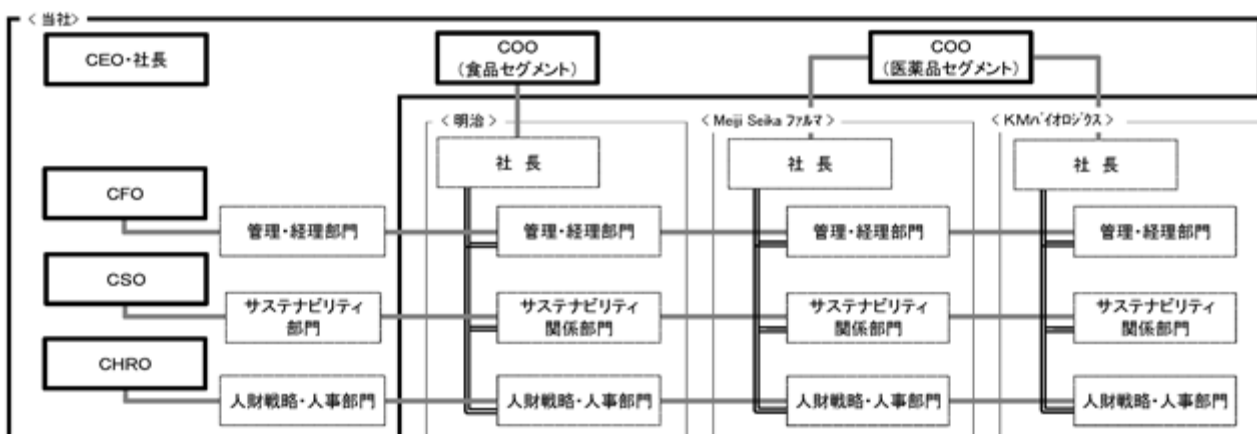 ＜当社＞
CEO・社長
COO
（食品セグメント）
COO
（医薬品セグメント）
＜明治＞
＜Meiji Seika ファルマ＞
＜KMバイオロジクス＞
社 長
社 長
社 長
CFO
管理・経理部門
管理・経理部門
管理・経理部門
管理・経理部門
CSO
サステナビリティ
部門
サステナビリティ
関係部門
サステナビリティ
関係部門
サステナビリティ
関係部門
CHRO
人財戦略・人事部門
人財戦略・人事部門
人財戦略・人事部門
人財戦略・人事部門